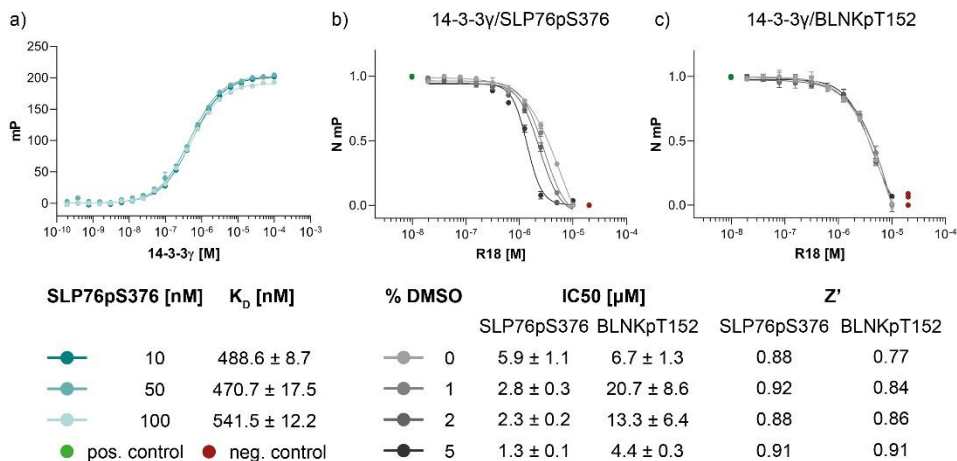 a)
b) 14-3-3γ/SLP76pS376
c) 14-3-3γ/BLNKpT152
250
200
150
100
50
0
mP
10-10 10-9 10-8 10-7 10-6 10-5 10-4 10-3
14-3-3γ [M]
1.0
0.5
0.0
N mP
10-8 10-7 10-6 10-5 10-4
R18 [M]
1.0
0.5
0.0
N mP
10-8 10-7 10-6 10-5 10-4
R18 [M]
SLP76pS376 [nM] KD [nM]
10 488.6 ± 8.7
50 470.7 ± 17.5
100 541.5 ± 12.2
pos. control neg. control
% DMSO IC50 [µM] Z'
SLP76pS376 BLNKpT152 SLP76pS376 BLNKpT152
0 5.9 ± 1.1 6.7 ± 1.3 0.88 0.77
1 2.8 ± 0.3 20.7 ± 8.6 0.92 0.84
2 2.3 ± 0.2 13.3 ± 6.4 0.88 0.86
5 1.3 ± 0.1 4.4 ± 0.3 0.91 0.91